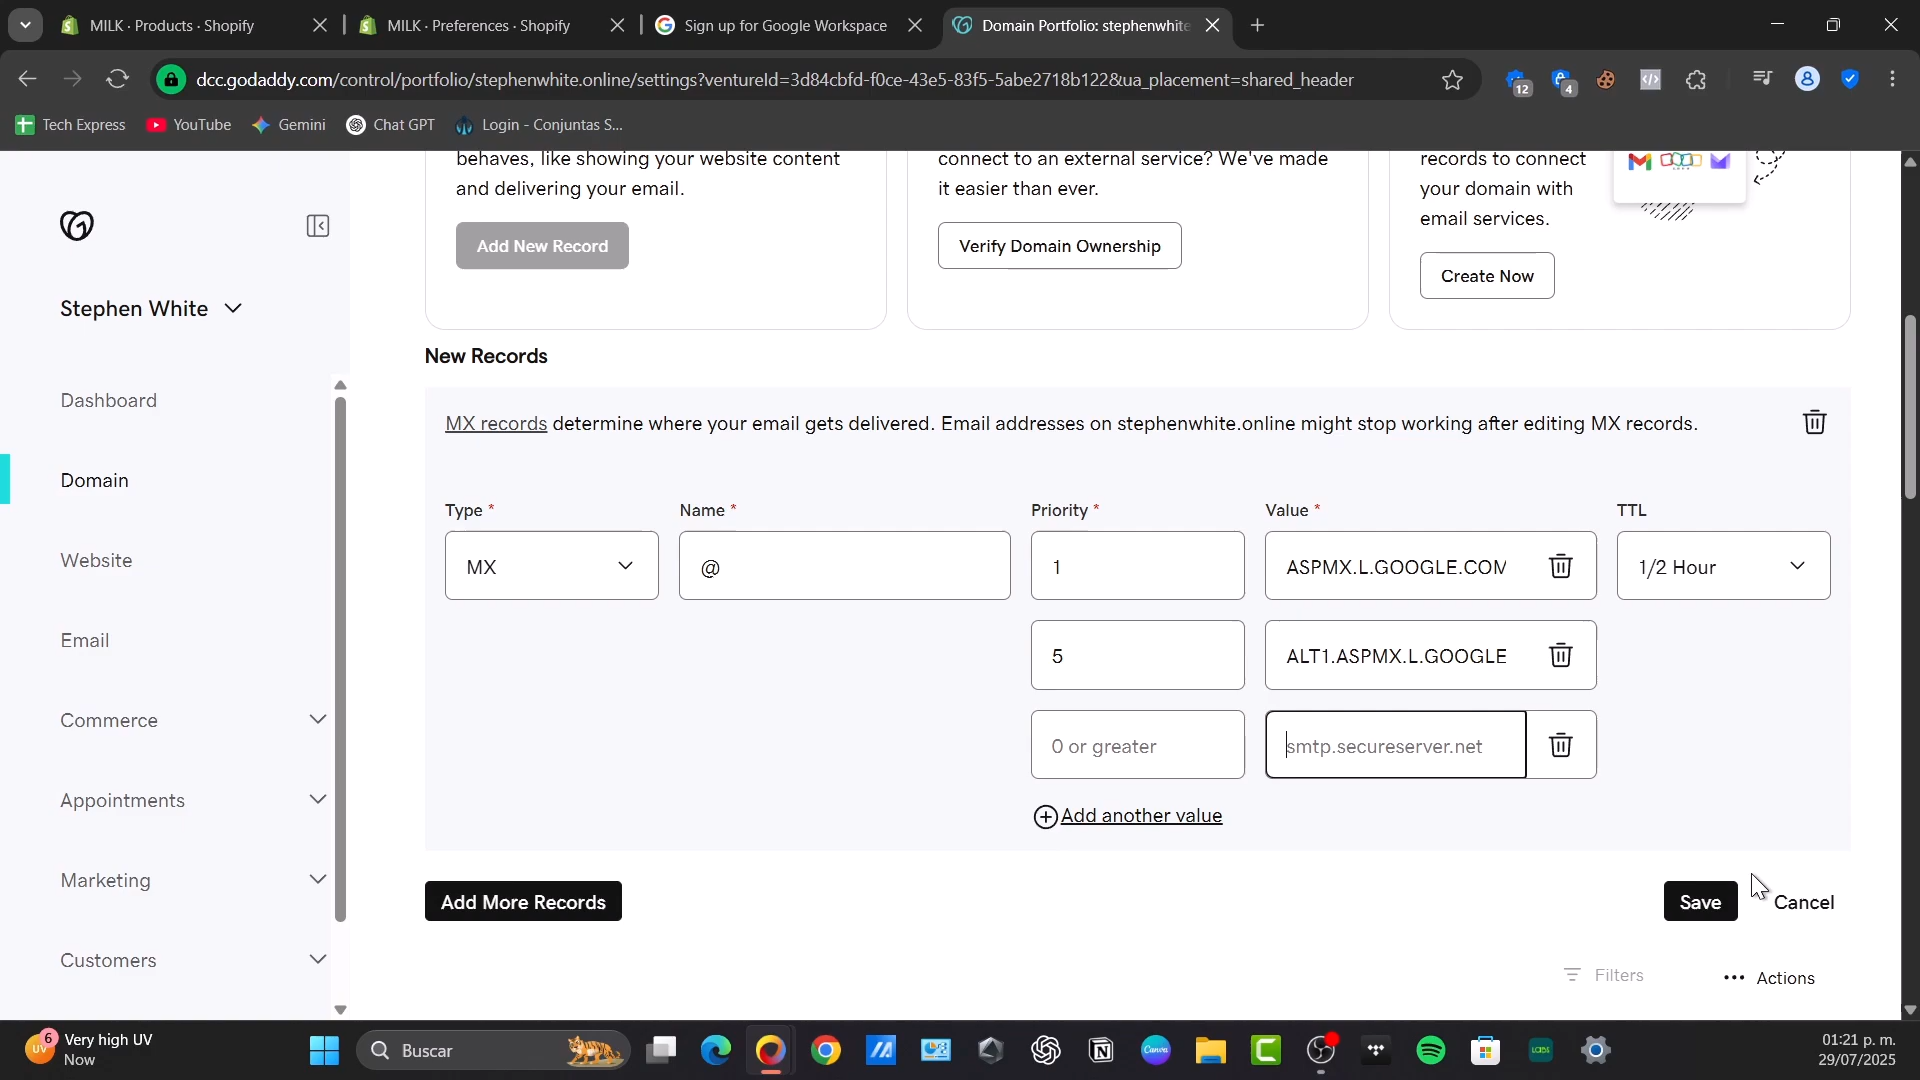 MILK · Products · Shopify
MILK · Preferences · Shopify
Sign up for Google Workspace
Domain Portfolio: stephenwhite
dcc.godaddy.com/control/portfolio/stephenwhite.online/settings?ventureId=3d84cbfd-f0ce-43e5-83f5-5abe2718b122&ua_placement=shared_header
12
4
Tech Express
YouTube
Gemini
Chat GPT
Login - Conjuntas S...
behaves, like showing your website content
and delivering your email.
Add New Record
connect to an external service? We've made
it easier than ever.
Verify Domain Ownership
records to connect
your domain with
email services.
Create Now
Stephen White
Dashboard
Domain
Website
Email
Commerce
Appointments
Marketing
Customers
New Records
MX records determine where your email gets delivered. Email addresses on stephenwhite.online might stop working after editing MX records.
Type * Name * Priority * Value * TTL
MX @ 1 ASPMX.L.GOOGLE.COM 1/2 Hour
5 ALT1.ASPMX.L.GOOGLE
0 or greater smtp.secureserver.net
Add another value
Add More Records
Save
Cancel
Filters
Actions
6
UV
Very high UV
Now
Buscar
Canva
LABS
01:21 p. m.
29/07/2025